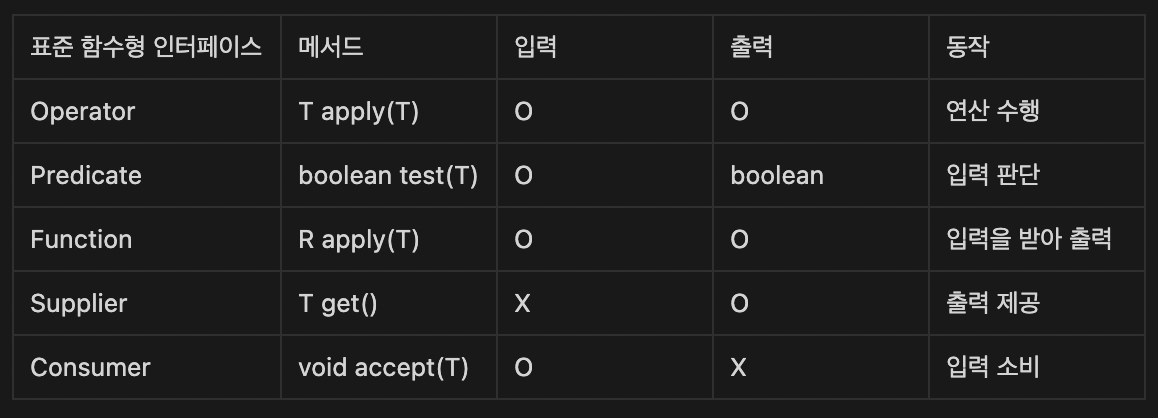 표준 함수형 인터페이스 메서드 입력 출력 동작
Operator T apply(T) O O 연산 수행
Predicate boolean test(T) O boolean 입력 판단
Function R apply(T) O O 입력을 받아 출력
Supplier T get() X O 출력 제공
Consumer void accept(T) O X 입력 소비